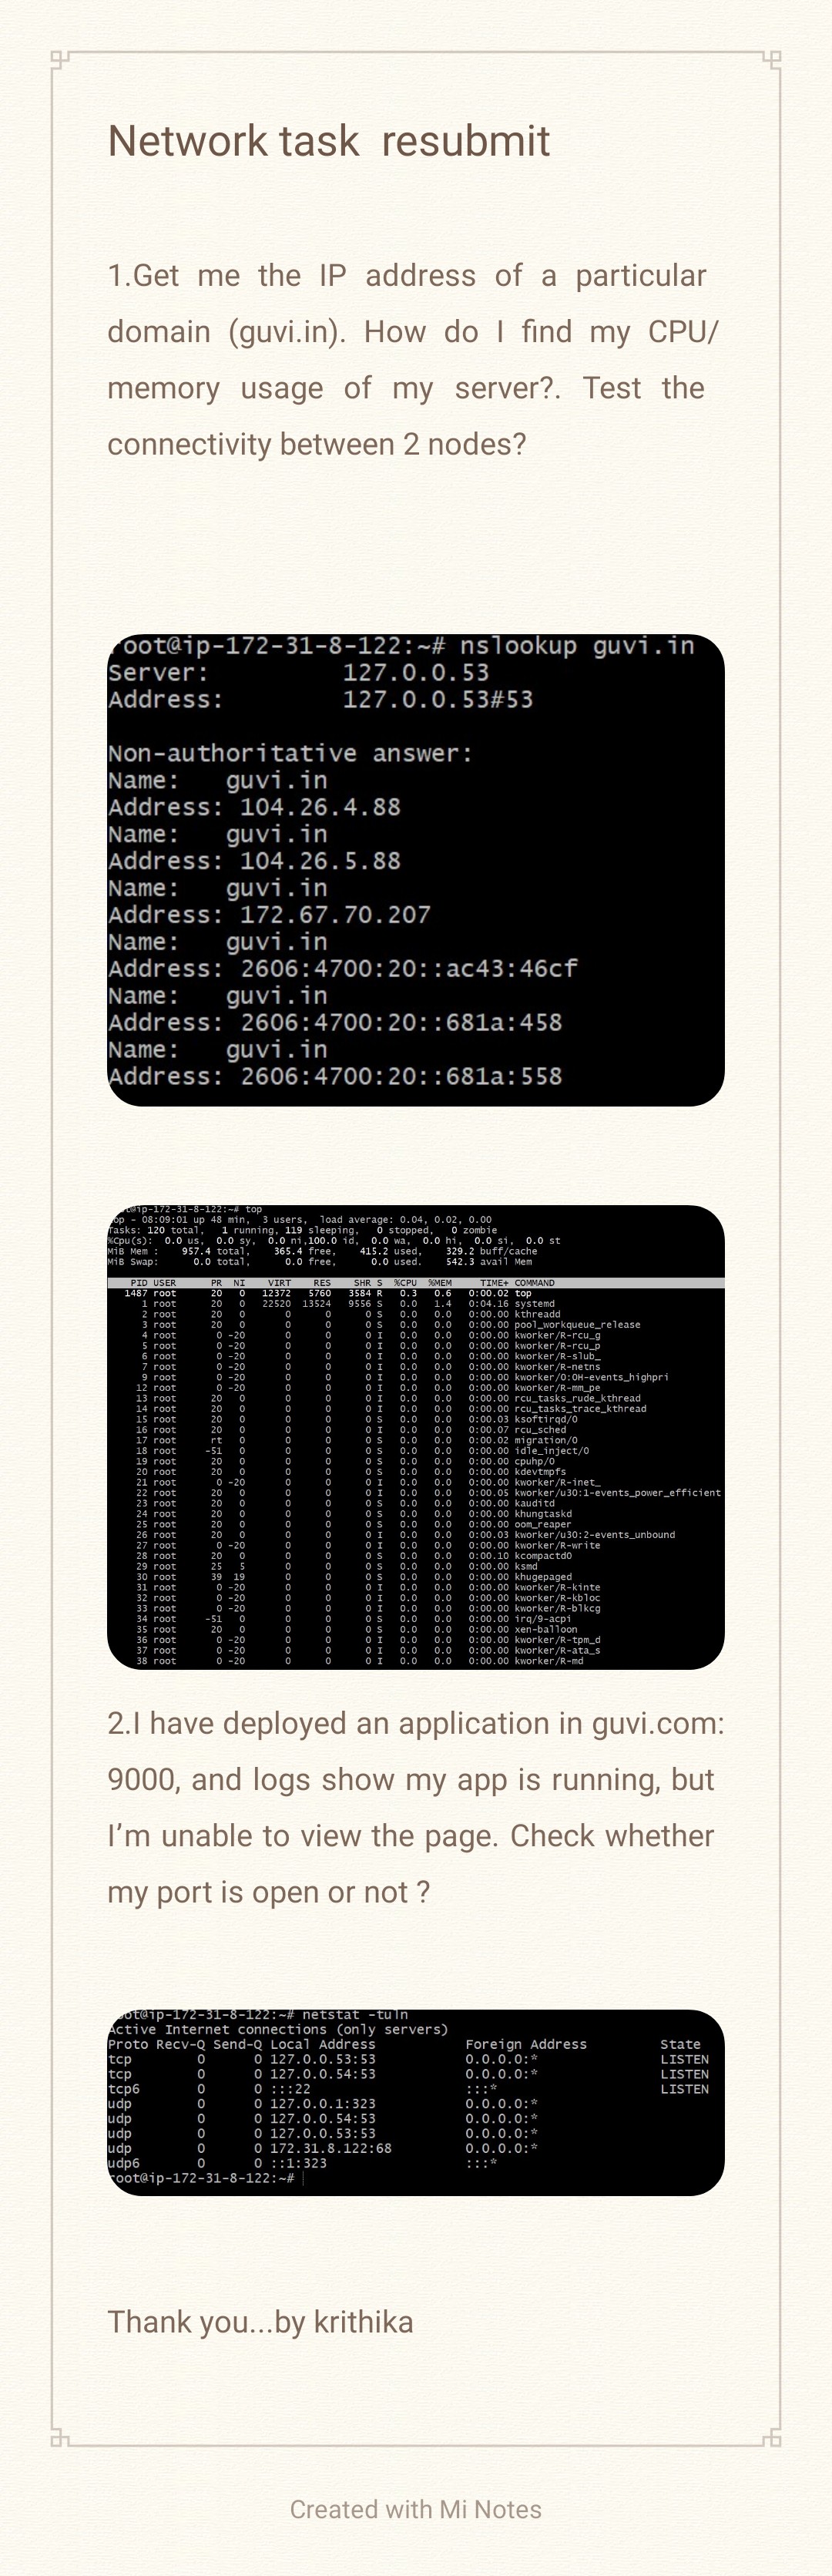 Network task  resubmit
1.Get me the IP address of a particular
domain (guvi.in). How do I find my CPU/
memory usage of my server?. Test the
connectivity between 2 nodes?
root@ip-172-31-8-122:~# nslookup guvi.in
Server:         127.0.0.53
Address:        127.0.0.53#53
Non-authoritative answer:
Name:   guvi.in
Address: 104.26.4.88
Name:   guvi.in
Address: 104.26.5.88
Name:   guvi.in
Address: 172.67.70.207
Name:   guvi.in
Address: 2606:4700:20::ac43:46cf
Name:   guvi.in
Address: 2606:4700:20::681a:458
Name:   guvi.in
Address: 2606:4700:20::681a:558
@ip-172-31-8-122:~# top
top - 08:09:01 up 48 min,  3 users,  load average: 0.04, 0.02, 0.00
Tasks: 120 total,   1 running, 119 sleeping,   0 stopped,   0 zombie
%Cpu(s):  0.0 us,  0.0 sy,  0.0 ni,100.0 id,  0.0 wa,  0.0 hi,  0.0 si,  0.0 st
MiB Mem :    957.4 total,    365.4 free,    415.2 used,    329.2 buff/cache
MiB Swap:      0.0 total,      0.0 free,      0.0 used.    542.3 avail Mem
PID USER      PR  NI    VIRT    RES    SHR S  %CPU  %MEM     TIME+ COMMAND
1487 root      20   0   12372   5760   3584 R   0.3   0.6   0:00.02 top
1 root      20   0   22520  13524   9556 S   0.0   1.4   0:04.16 systemd
2 root      20   0       0      0      0 S   0.0   0.0   0:00.00 kthreadd
3 root      20   0       0      0      0 S   0.0   0.0   0:00.00 pool_workqueue_release
4 root       0 -20       0      0      0 I   0.0   0.0   0:00.00 kworker/R-rcu_g
5 root       0 -20       0      0      0 I   0.0   0.0   0:00.00 kworker/R-rcu_p
6 root       0 -20       0      0      0 I   0.0   0.0   0:00.00 kworker/R-slub_
7 root       0 -20       0      0      0 I   0.0   0.0   0:00.00 kworker/R-netns
9 root       0 -20       0      0      0 I   0.0   0.0   0:00.00 kworker/0:0H-events_highpri
12 root       0 -20       0      0      0 I   0.0   0.0   0:00.00 kworker/R-mm_pe
13 root      20   0       0      0      0 I   0.0   0.0   0:00.00 rcu_tasks_rude_kthread
14 root      20   0       0      0      0 I   0.0   0.0   0:00.00 rcu_tasks_trace_kthread
15 root      20   0       0      0      0 S   0.0   0.0   0:00.03 ksoftirqd/0
16 root      20   0       0      0      0 I   0.0   0.0   0:00.07 rcu_sched
17 root      rt   0       0      0      0 S   0.0   0.0   0:00.02 migration/0
18 root     -51   0       0      0      0 S   0.0   0.0   0:00.00 idle_inject/0
19 root      20   0       0      0      0 S   0.0   0.0   0:00.00 cpuhp/0
20 root      20   0       0      0      0 S   0.0   0.0   0:00.00 kdevtmpfs
21 root       0 -20       0      0      0 I   0.0   0.0   0:00.00 kworker/R-inet_
22 root      20   0       0      0      0 I   0.0   0.0   0:00.05 kworker/u30:1-events_power_efficient
23 root      20   0       0      0      0 S   0.0   0.0   0:00.00 kauditd
24 root      20   0       0      0      0 S   0.0   0.0   0:00.00 khungtaskd
25 root      20   0       0      0      0 S   0.0   0.0   0:00.00 oom_reaper
26 root      20   0       0      0      0 I   0.0   0.0   0:00.03 kworker/u30:2-events_unbound
27 root       0 -20       0      0      0 I   0.0   0.0   0:00.00 kworker/R-write
28 root      20   0       0      0      0 S   0.0   0.0   0:00.10 kcompactd0
29 root      25   5       0      0      0 S   0.0   0.0   0:00.00 ksmd
30 root      39  19       0      0      0 S   0.0   0.0   0:00.00 khugepaged
31 root       0 -20       0      0      0 I   0.0   0.0   0:00.00 kworker/R-kinte
32 root       0 -20       0      0      0 I   0.0   0.0   0:00.00 kworker/R-kbloc
33 root       0 -20       0      0      0 I   0.0   0.0   0:00.00 kworker/R-blkcg
34 root     -51   0       0      0      0 S   0.0   0.0   0:00.00 irq/9-acpi
35 root      20   0       0      0      0 S   0.0   0.0   0:00.00 xen-balloon
36 root       0 -20       0      0      0 I   0.0   0.0   0:00.00 kworker/R-tpm_d
37 root       0 -20       0      0      0 I   0.0   0.0   0:00.00 kworker/R-ata_s
38 root       0 -20       0      0      0 I   0.0   0.0   0:00.00 kworker/R-md
2.I have deployed an application in guvi.com:
9000, and logs show my app is running, but
I’m unable to view the page. Check whether
my port is open or not ?
root@ip-172-31-8-122:~# netstat -tuln
Active Internet connections (only servers)
Proto Recv-Q Send-Q Local Address           Foreign Address         State
tcp        0      0 127.0.0.53:53           0.0.0.0:*               LISTEN
tcp        0      0 127.0.0.54:53           0.0.0.0:*               LISTEN
tcp6       0      0 :::22                   :::*                    LISTEN
udp        0      0 127.0.0.1:323           0.0.0.0:*
udp        0      0 127.0.0.54:53           0.0.0.0:*
udp        0      0 127.0.0.53:53           0.0.0.0:*
udp        0      0 172.31.8.122:68         0.0.0.0:*
udp6       0      0 ::1:323                 :::*
root@ip-172-31-8-122:~#
Thank you...by krithika
Created with Mi Notes